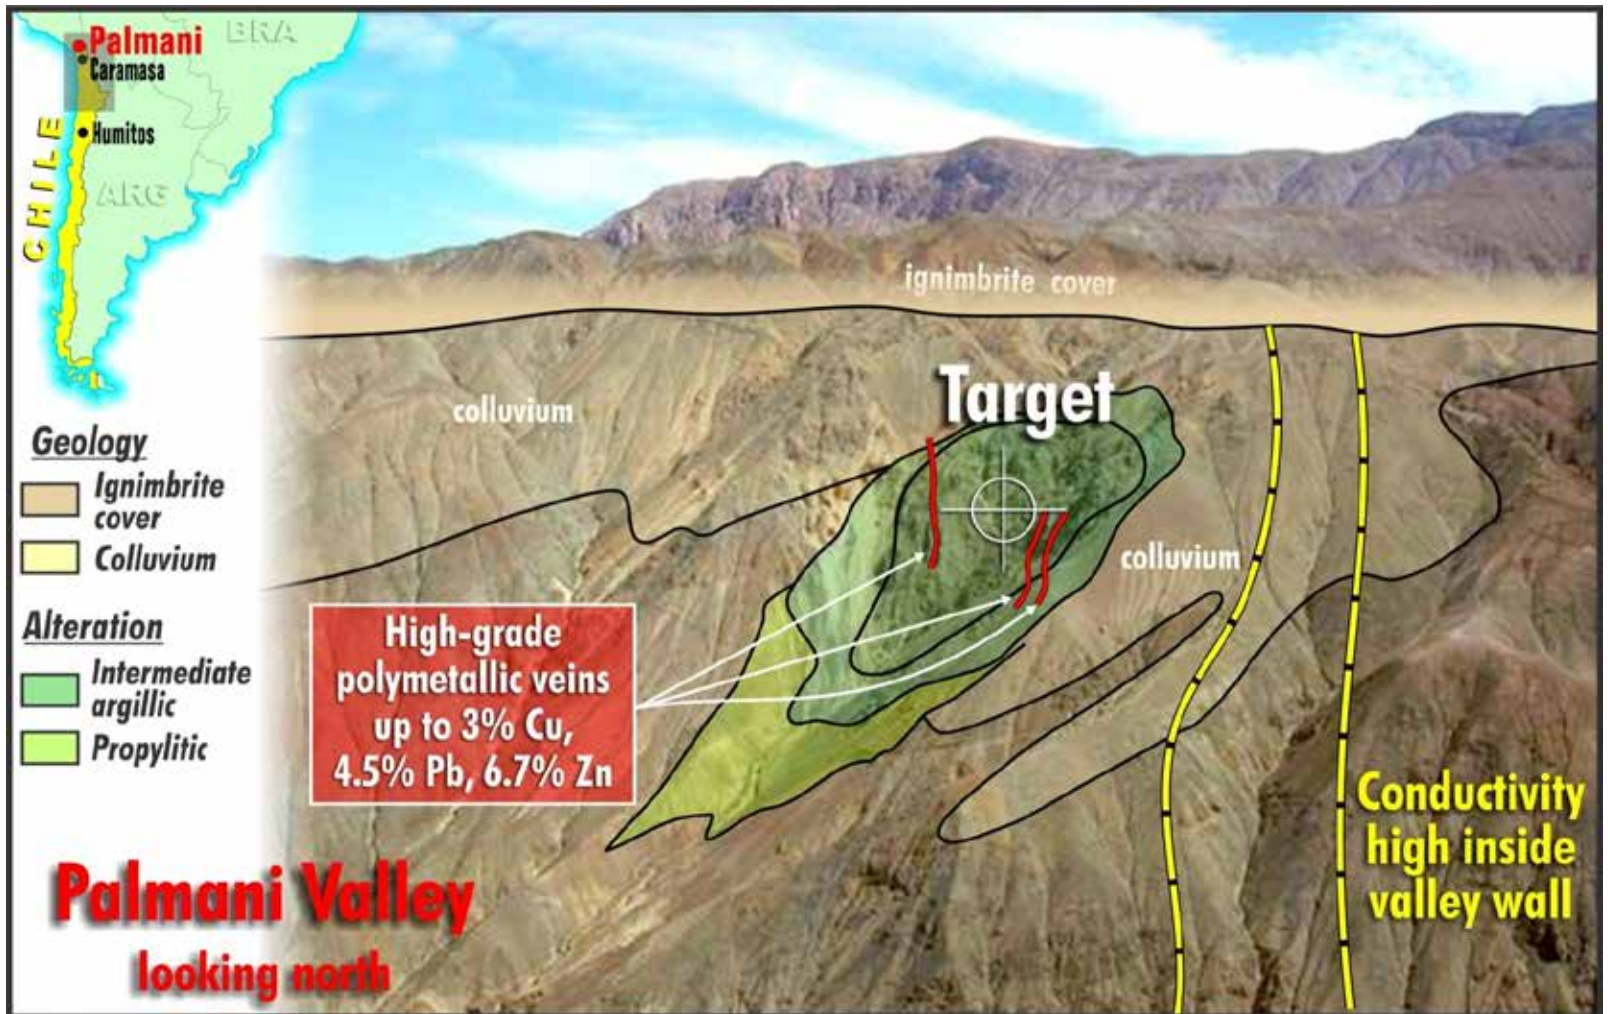 BRA
Palmani
Caramasa
Humitos
CHILE
ARG
Geology
Ignimbrite
cover
Colluvium
Alteration
Intermediate
argillic
Propylitic
ignimbrite cover
colluvium
Target
colluvium
High-grade
polymetallic veins
up to 3% Cu,
4.5% Pb, 6.7% Zn
Conductivity
high inside
valley wall
Palmani Valley
looking north